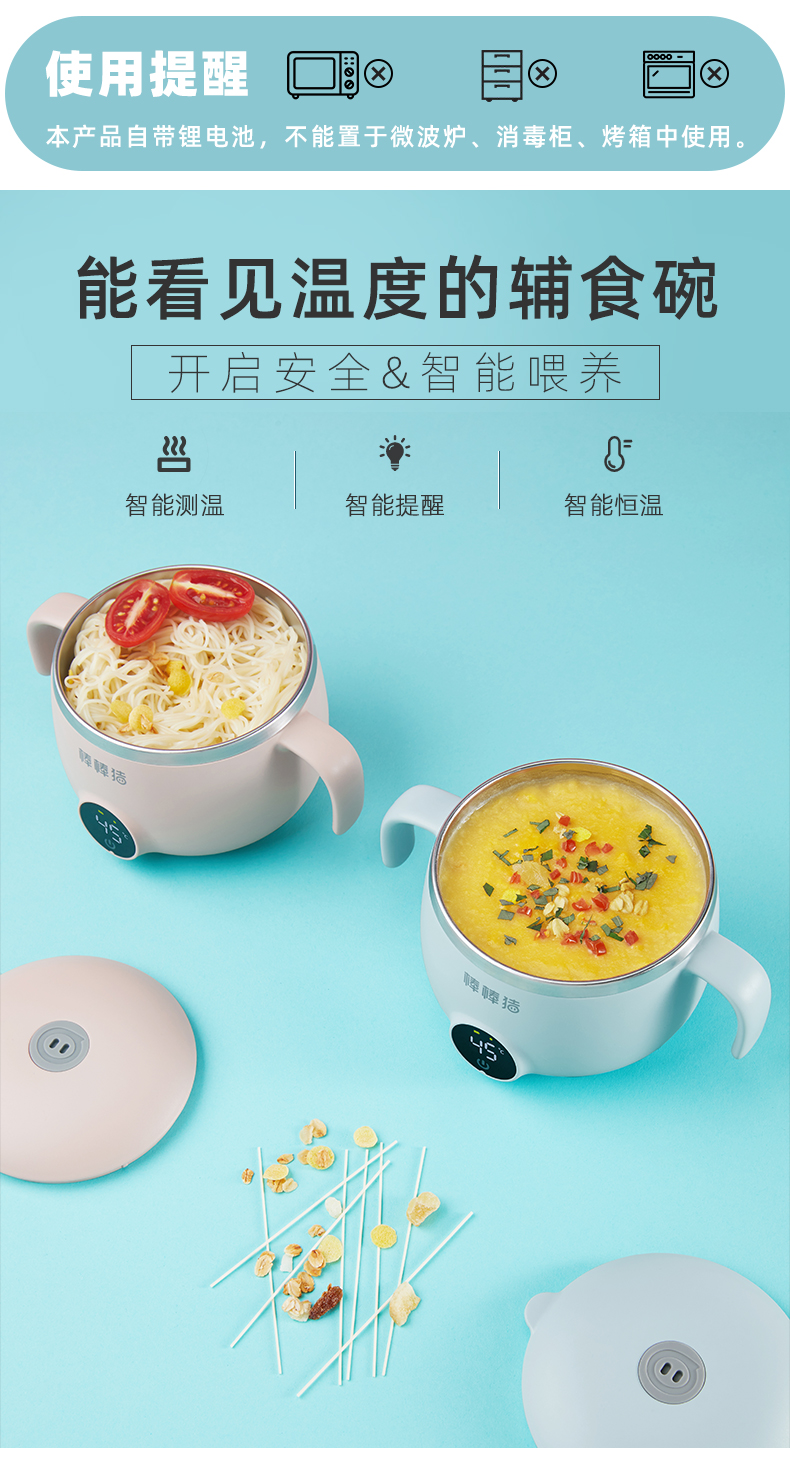 使用提醒
本产品自带锂电池，不能置于微波炉、消毒柜、烤箱中使用。
能看见温度的辅食碗
开启安全&智能喂养
智能测温
智能提醒
智能恒温
棒棒猪
45
棒棒猪
45℃